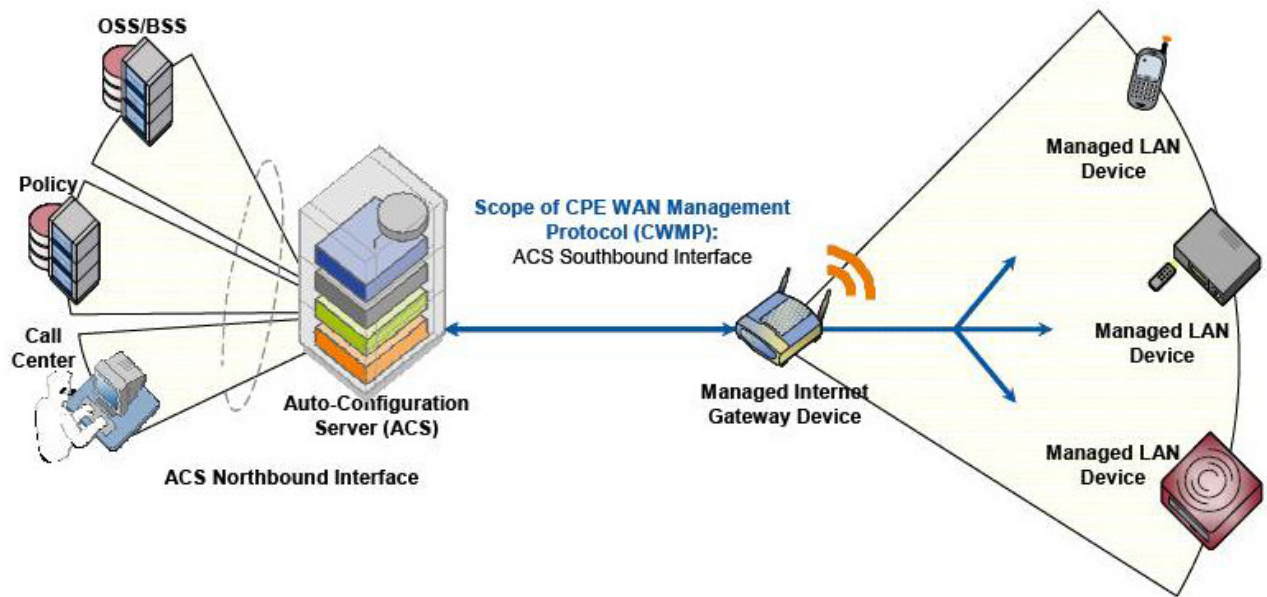 OSS/BSS
Policy
Call
Center
Auto-Configuration
Server (ACS)
ACS Northbound Interface
Scope of CPE WAN Management
Protocol (CWMP):
ACS Southbound Interface
Managed Internet
Gateway Device
Managed LAN
Device
Managed LAN
Device
Managed LAN
Device